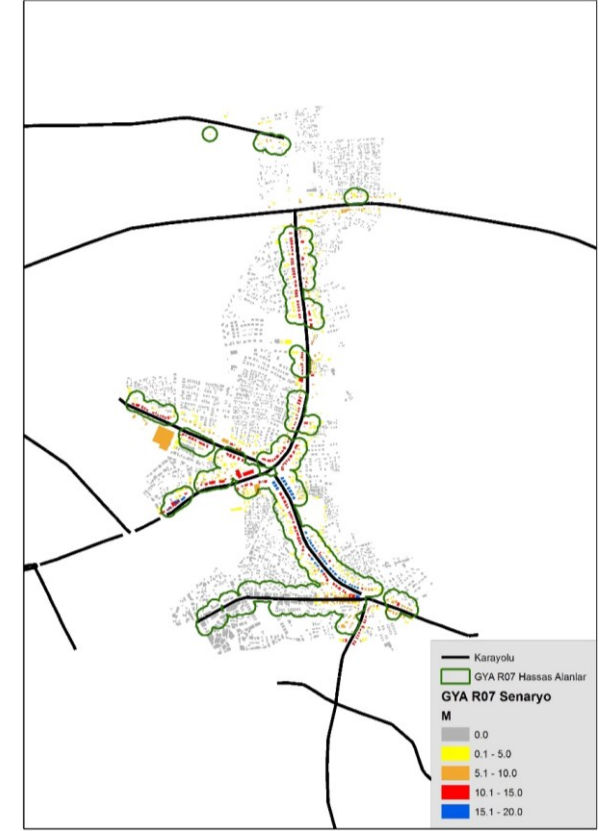 Karayolu
GYA R07 Hassas Alanlar
GYA R07 Senaryo
M
0.0
0.1 - 5.0
5.1 - 10.0
10.1 - 15.0
15.1 - 20.0